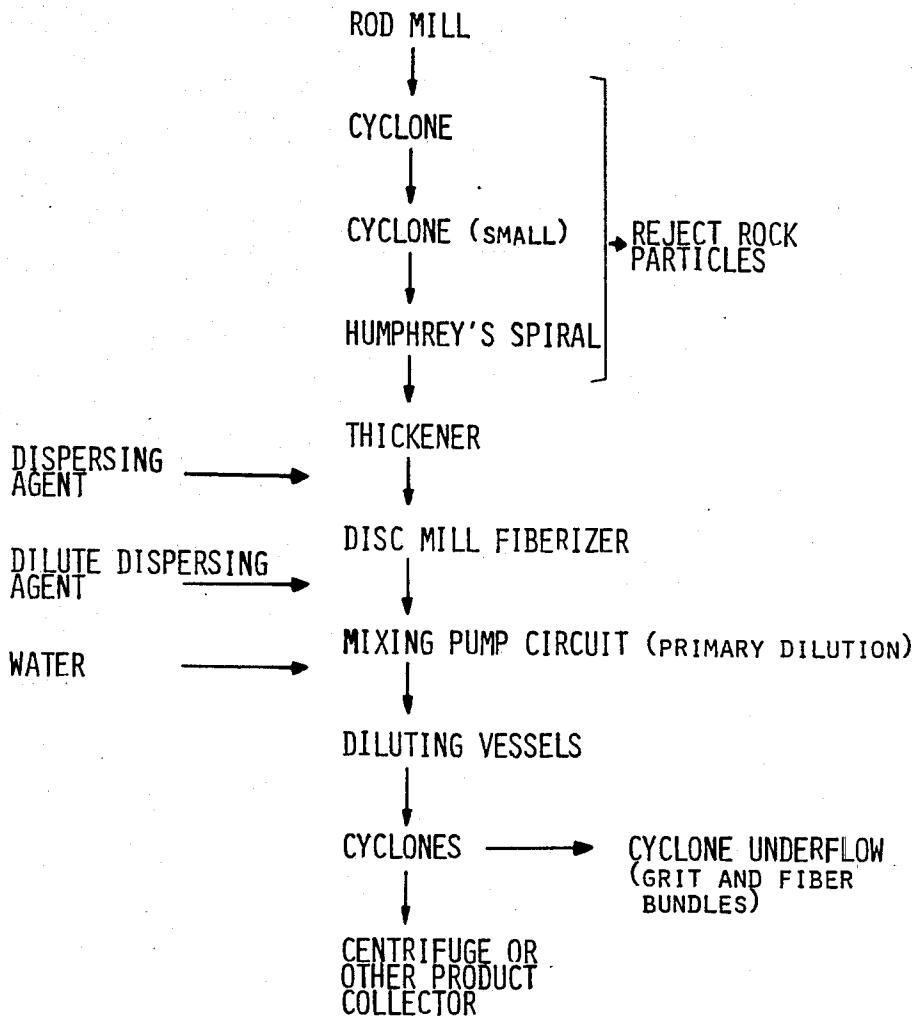 ROD MILL
CYCLONE
CYCLONE (SMALL)
REJECT ROCK
PARTICLES
HUMPHREY'S SPIRAL
THICKENER
DISPERSING
AGENT
DISC MILL FIBERIZER
DILUTE DISPERSING
AGENT
MIXING PUMP CIRCUIT (PRIMARY DILUTION)
WATER
DILUTING VESSELS
CYCLONES
CYCLONE UNDERFLOW
(GRIT AND FIBER
BUNDLES)
CENTRIFUGE OR
OTHER PRODUCT
COLLECTOR